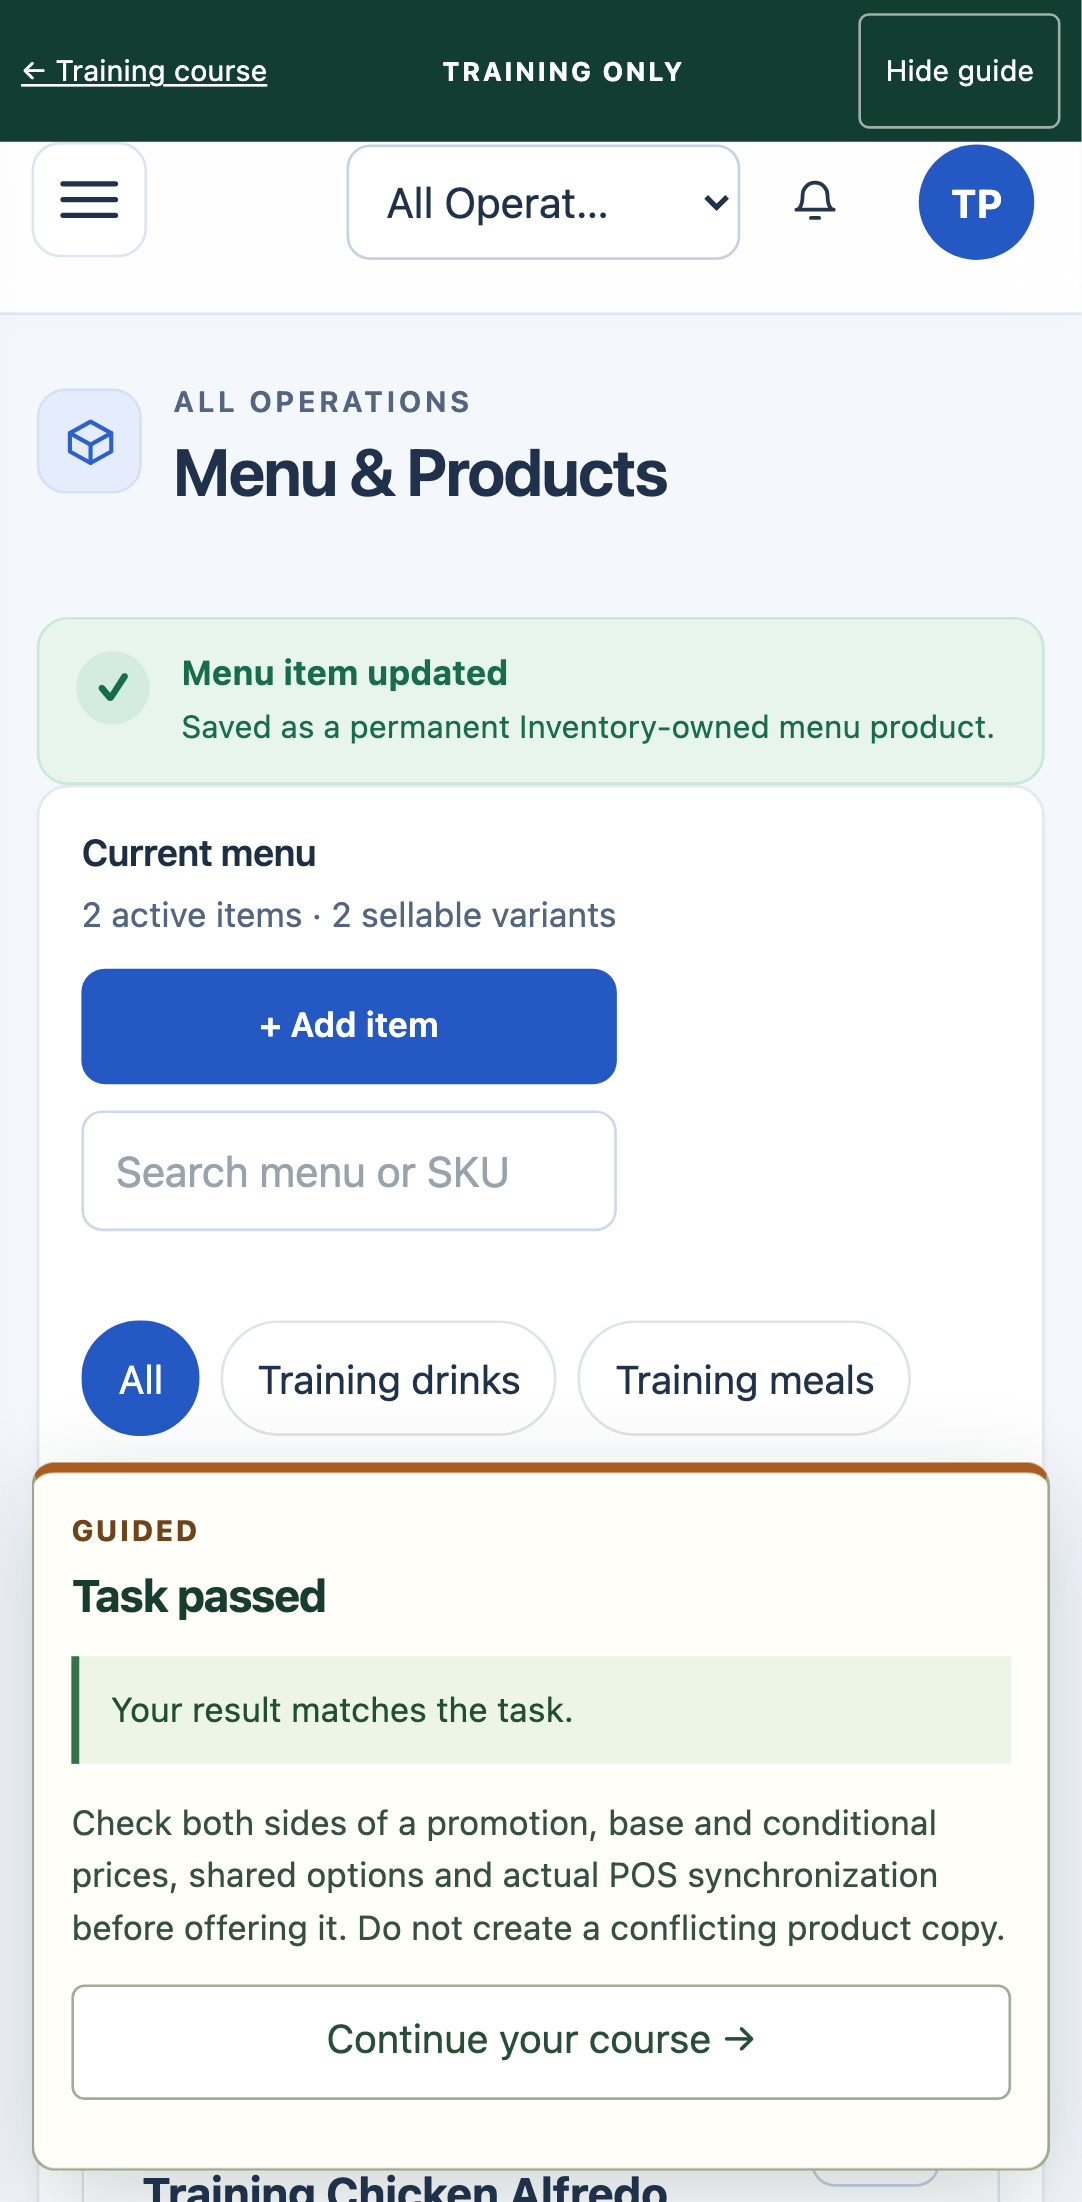 ← Training course
TRAINING ONLY
Hide guide
All Operat...
TP
ALL OPERATIONS
Menu & Products
Menu item updated
Saved as a permanent Inventory-owned menu product.
Current menu
2 active items · 2 sellable variants
+ Add item
Search menu or SKU
All
Training drinks
Training meals
GUIDED
Task passed
Your result matches the task.
Check both sides of a promotion, base and conditional
prices, shared options and actual POS synchronization
before offering it. Do not create a conflicting product copy.
Continue your course →
Training Chicken Alfredo